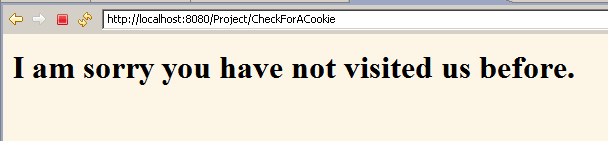 http://localhost:8080/Project/CheckForACookie
I am sorry you have not visited us before.